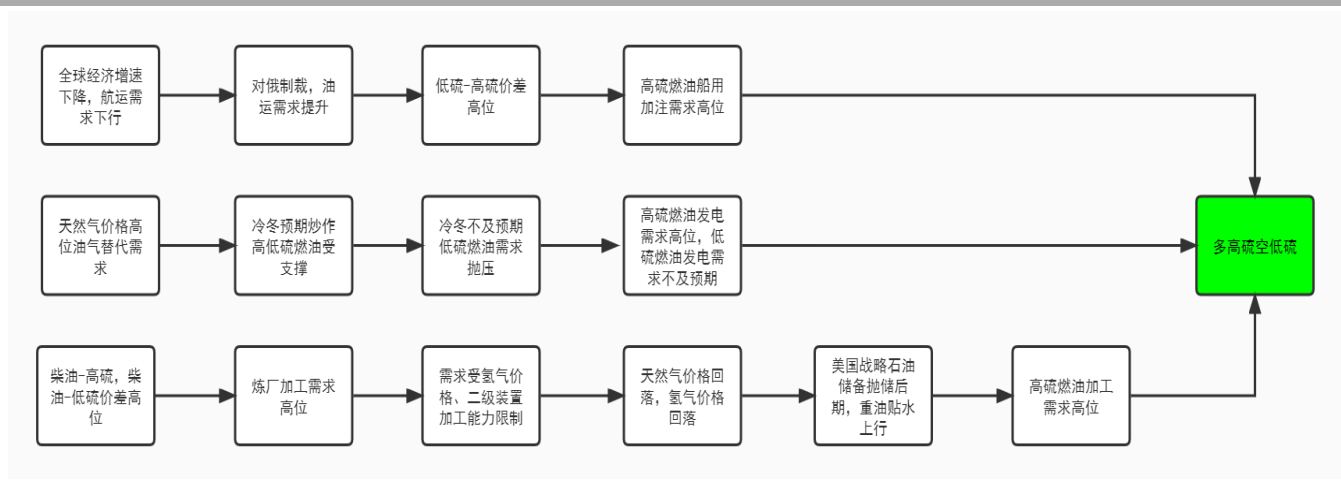 全球经济增速
下降，航运需
求下行
对俄制裁，油
运需求提升
低硫-高硫价差
高位
高硫燃油船用
加注需求高位
天然气价格高
位油气替代需
求
冷冬预期炒作
高低硫燃油受
支撑
冷冬不及预期
低硫燃油需求
抛压
高硫燃油发电
需求高位，低
硫燃油发电需
求不及预期
多高硫空低硫
柴油-高硫，柴
油-低硫价差高
位
炼厂加工需求
高位
需求受氢气价
格、二级装置
加工能力限制
天然气价格回
落，氢气价格
回落
美国战略石油
储备抛储后
期，重油贴水
上行
高硫燃油加工
需求高位